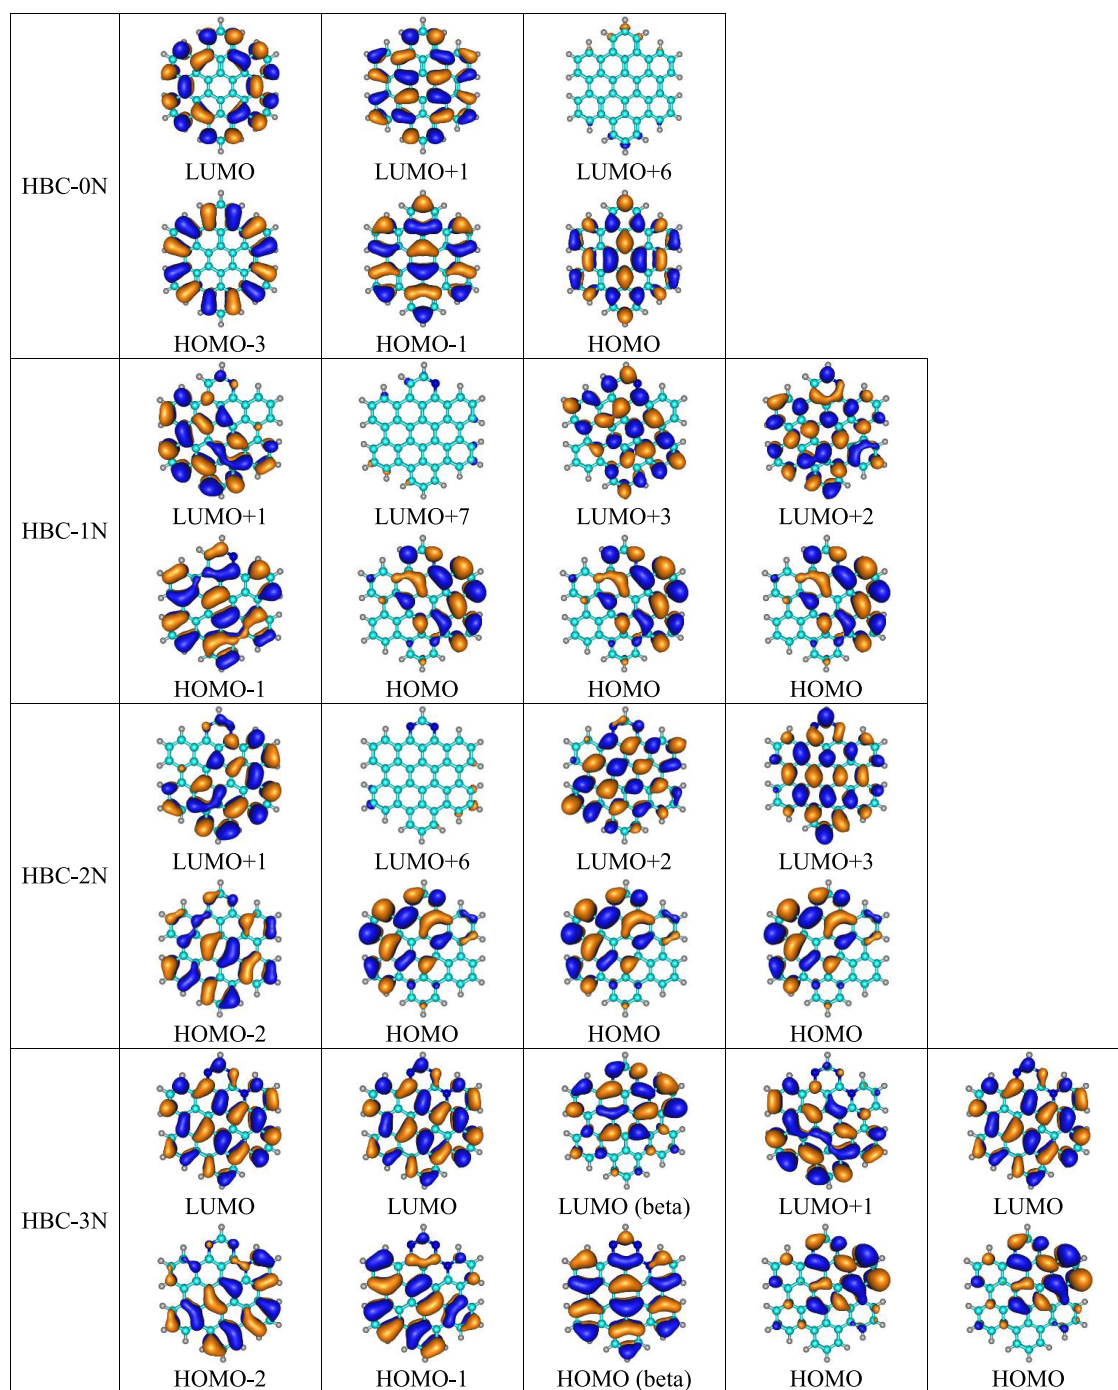 LUMO LUMO+1 LUMO+6
HBC-0N
HOMO-3 HOMO-1 HOMO
LUMO+1 LUMO+7 LUMO+3 LUMO+2
HBC-1N
HOMO-1 HOMO HOMO HOMO
LUMO+1 LUMO+6 LUMO+2 LUMO+3
HBC-2N
HOMO-2 HOMO HOMO HOMO
LUMO LUMO LUMO (beta) LUMO+1 LUMO
HBC-3N
HOMO-2 HOMO-1 HOMO (beta) HOMO HOMO